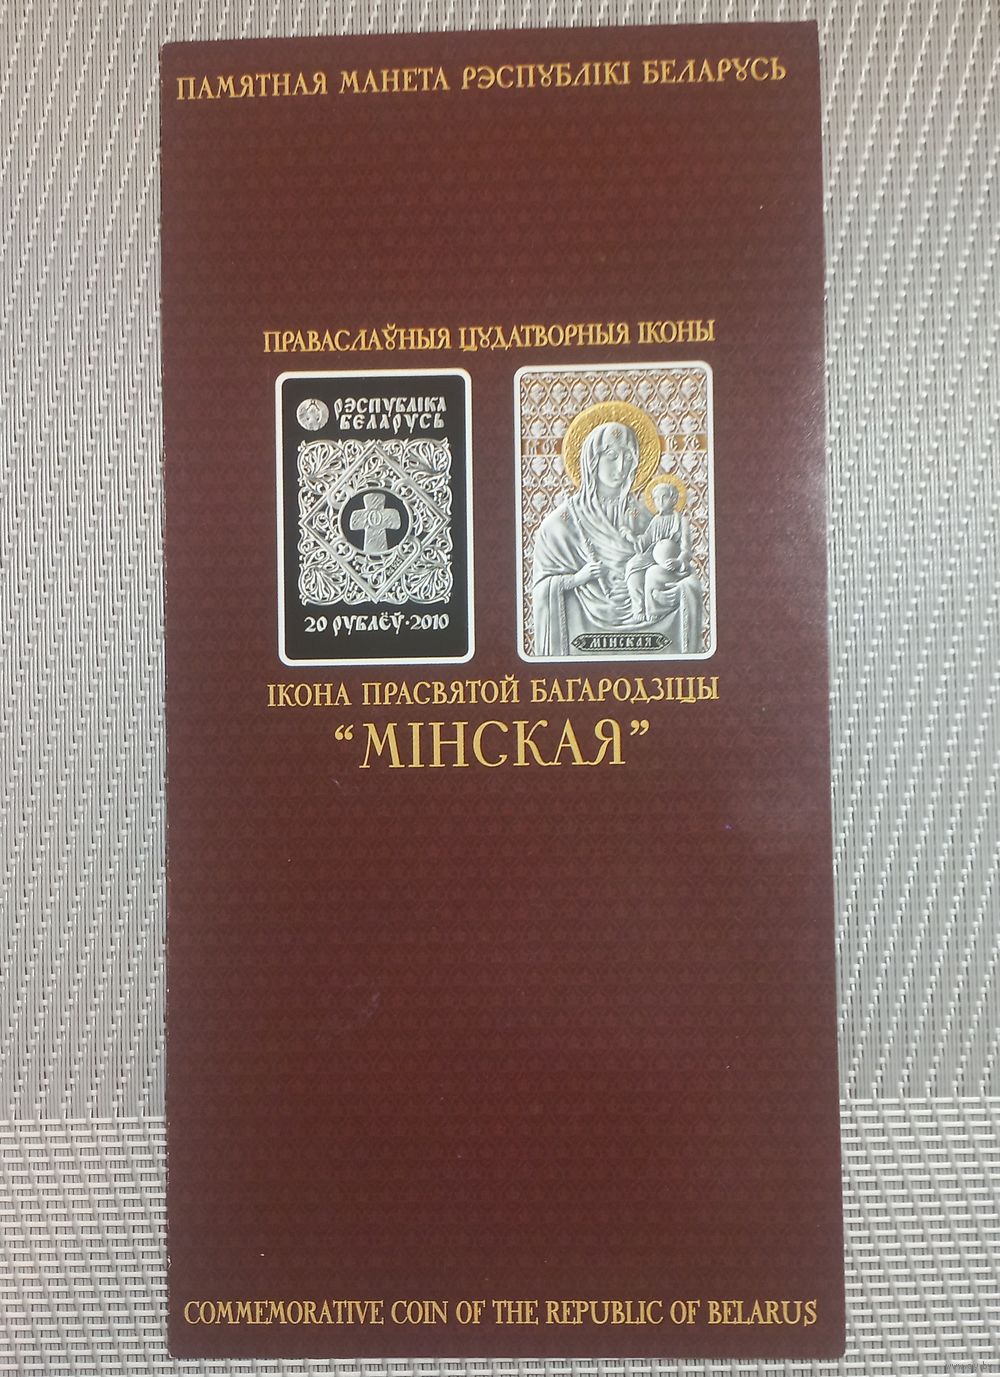 ПАМЯТНАЯ МАНЕТА РЭСПУБЛІКІ БЕЛАРУСЬ
ПРАВАСЛАЎНЫЯ ЦУДАТВОРНЫЯ ІКОНЫ
РЭСПУБЛІКА
БЕЛАРУСЬ
20 РУБЛЁЎ·2010
МІНСКАЯ
ІКОНА ПРАСВЯТОЙ БАГАРОДЗІЦЫ
“МІНСКАЯ”
COMMEMORATIVE COIN OF THE REPUBLIC OF BELARUS